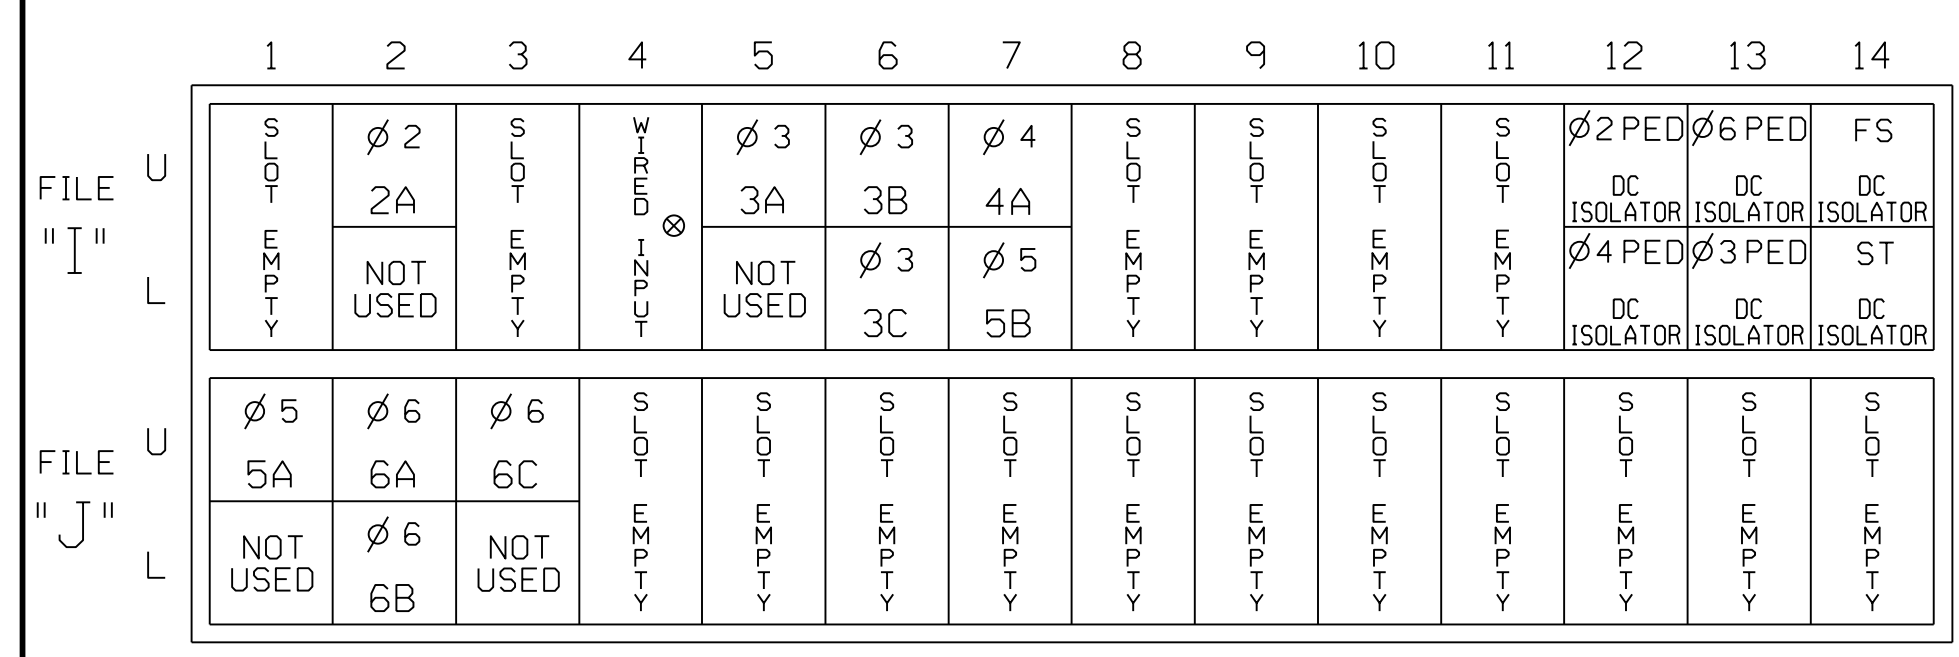 1 2 3 4 5 6 7 8 9 10 11 12 13 14
FILE "I"
U
L
SLOT EMPTY
Ø 2
2A
NOT USED
SLOT EMPTY
WIRED INPUT
Ø 3
3A
NOT USED
Ø 3
3B
Ø 3
3C
Ø 4
4A
Ø 5
5B
SLOT EMPTY
SLOT EMPTY
SLOT EMPTY
SLOT EMPTY
Ø2 PED
DC
ISOLATOR
Ø4 PED
DC
ISOLATOR
Ø6 PED
DC
ISOLATOR
Ø3 PED
DC
ISOLATOR
FS
DC
ISOLATOR
ST
DC
ISOLATOR
FILE "J"
U
L
Ø 5
5A
NOT USED
Ø 6
6A
Ø 6
6B
Ø 6
6C
NOT USED
SLOT EMPTY
SLOT EMPTY
SLOT EMPTY
SLOT EMPTY
SLOT EMPTY
SLOT EMPTY
SLOT EMPTY
SLOT EMPTY
SLOT EMPTY
SLOT EMPTY
SLOT EMPTY